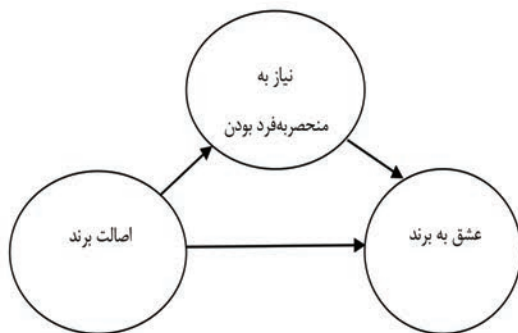 نیاز به
منحصربه‌فرد بودن
اصالت برند
عشق به برند